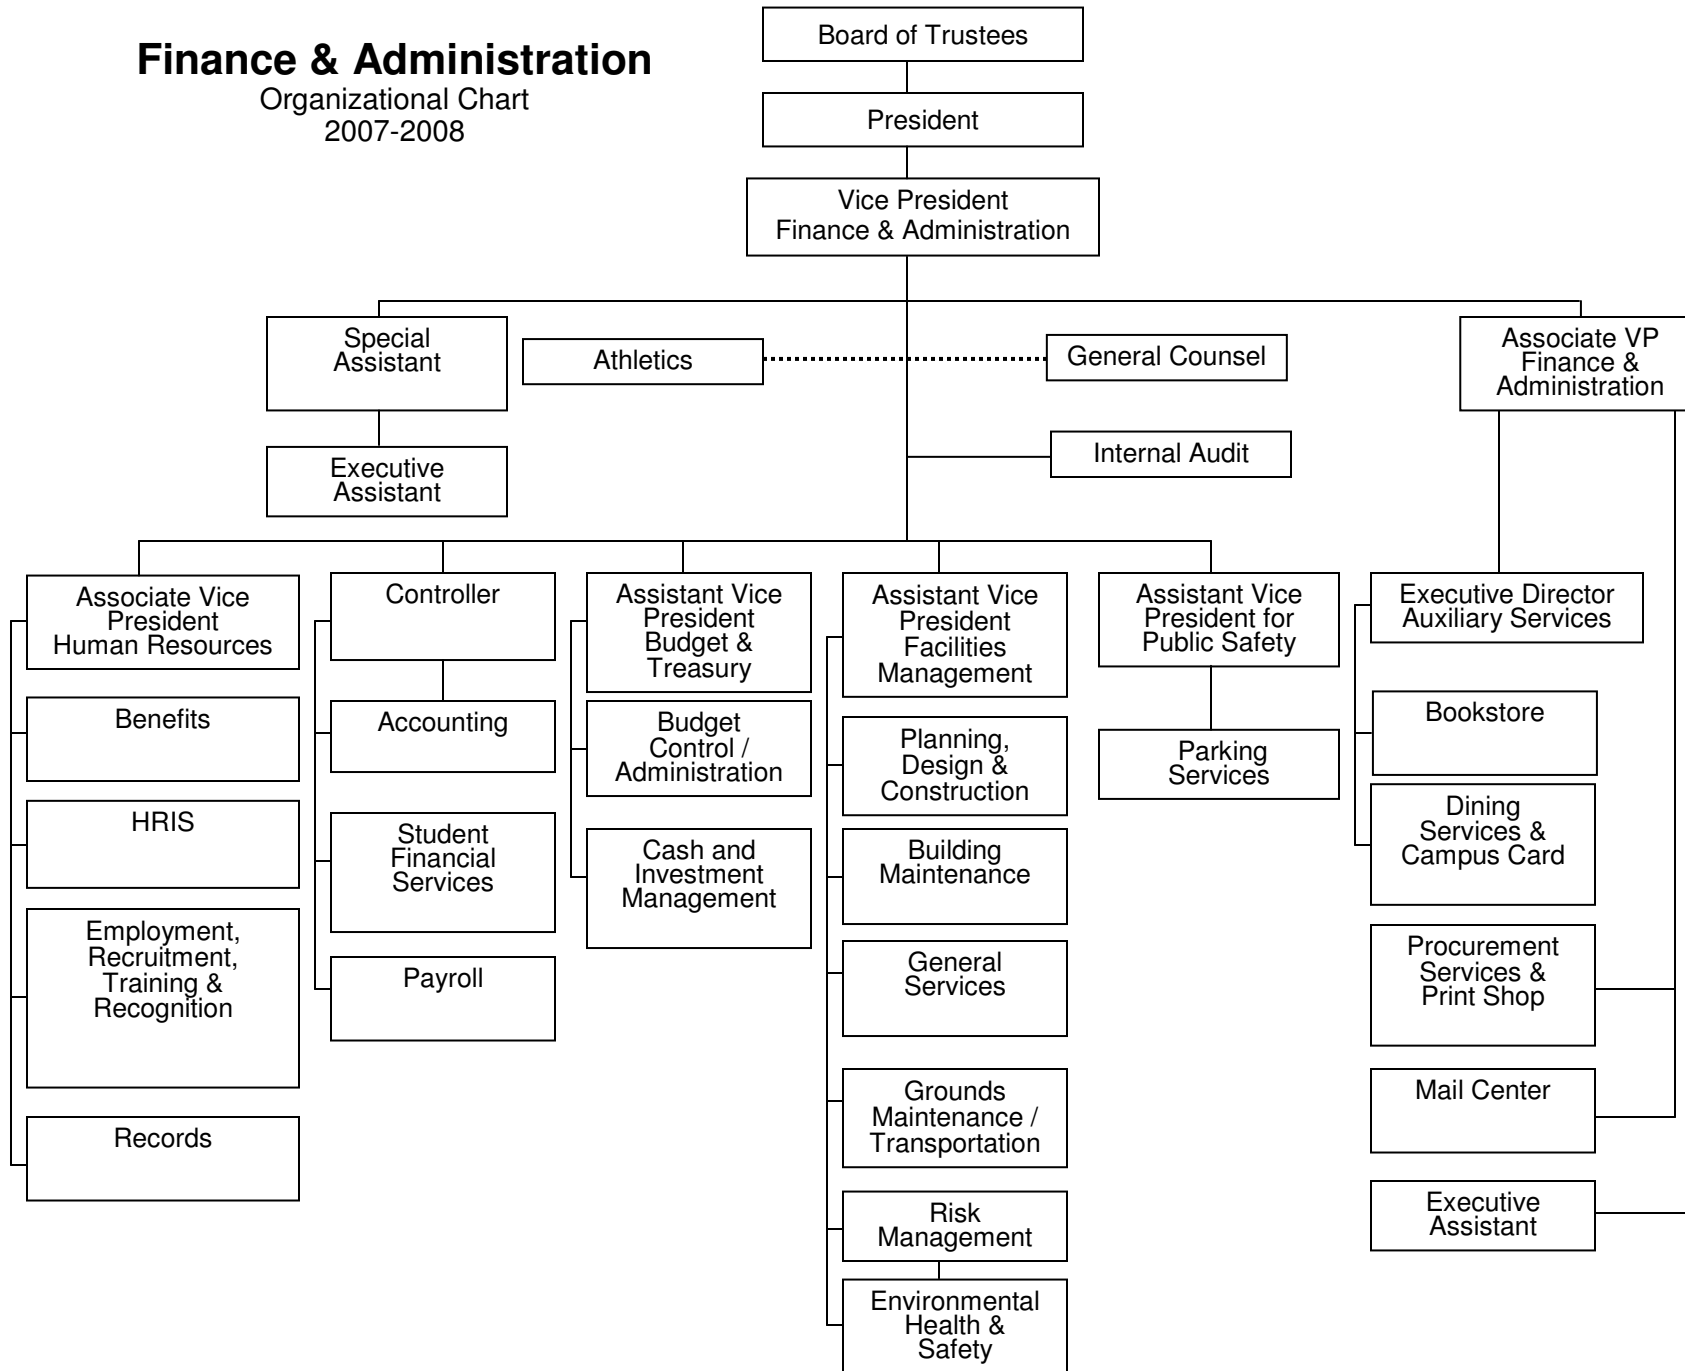 Finance & Administration
Organizational Chart
2007-2008
Board of Trustees
President
Vice President
Finance & Administration
Special
Assistant
Athletics
General Counsel
Associate VP
Finance &
Administration
Internal Audit
Executive
Assistant
Associate Vice
President
Human Resources
Benefits
HRIS
Employment,
Recruitment,
Training &
Recognition
Records
Controller
Accounting
Student
Financial
Services
Payroll
Assistant Vice
President
Budget &
Treasury
Budget
Control /
Administration
Cash and
Investment
Management
Assistant Vice
President
Facilities
Management
Planning,
Design &
Construction
Building
Maintenance
General
Services
Grounds
Maintenance /
Transportation
Risk
Management
Environmental
Health &
Safety
Assistant Vice
President for
Public Safety
Parking
Services
Executive Director
Auxiliary Services
Bookstore
Dining
Services &
Campus Card
Procurement
Services &
Print Shop
Mail Center
Executive
Assistant